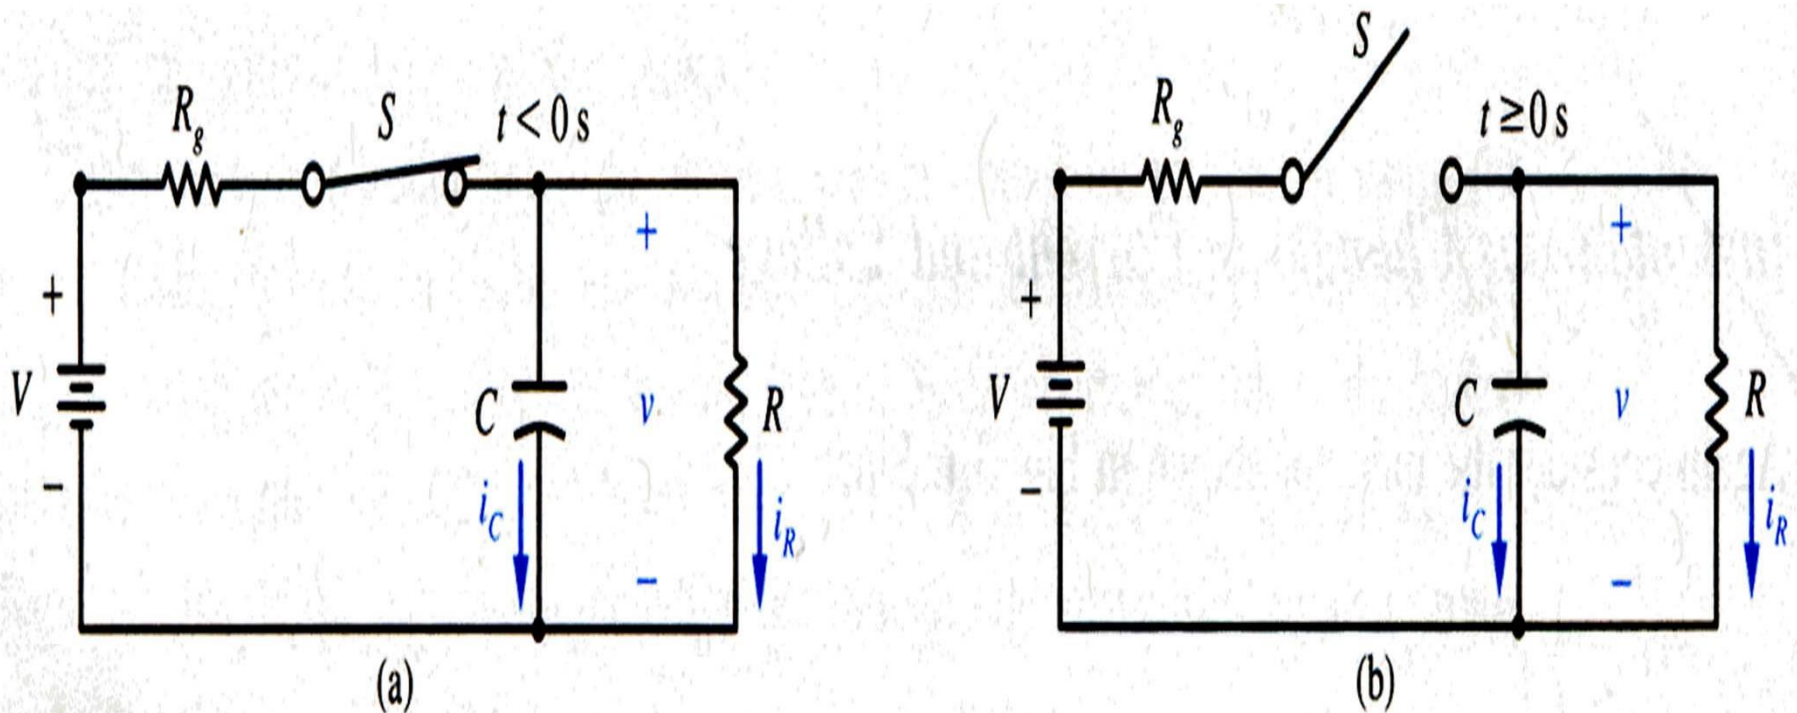 R_g S t < 0 s
+
+
V
C
v
R
−
i_C
i_R
−
(a)
S
R_g t ≥ 0 s
+
+
V
C
v
R
−
i_C
i_R
−
(b)